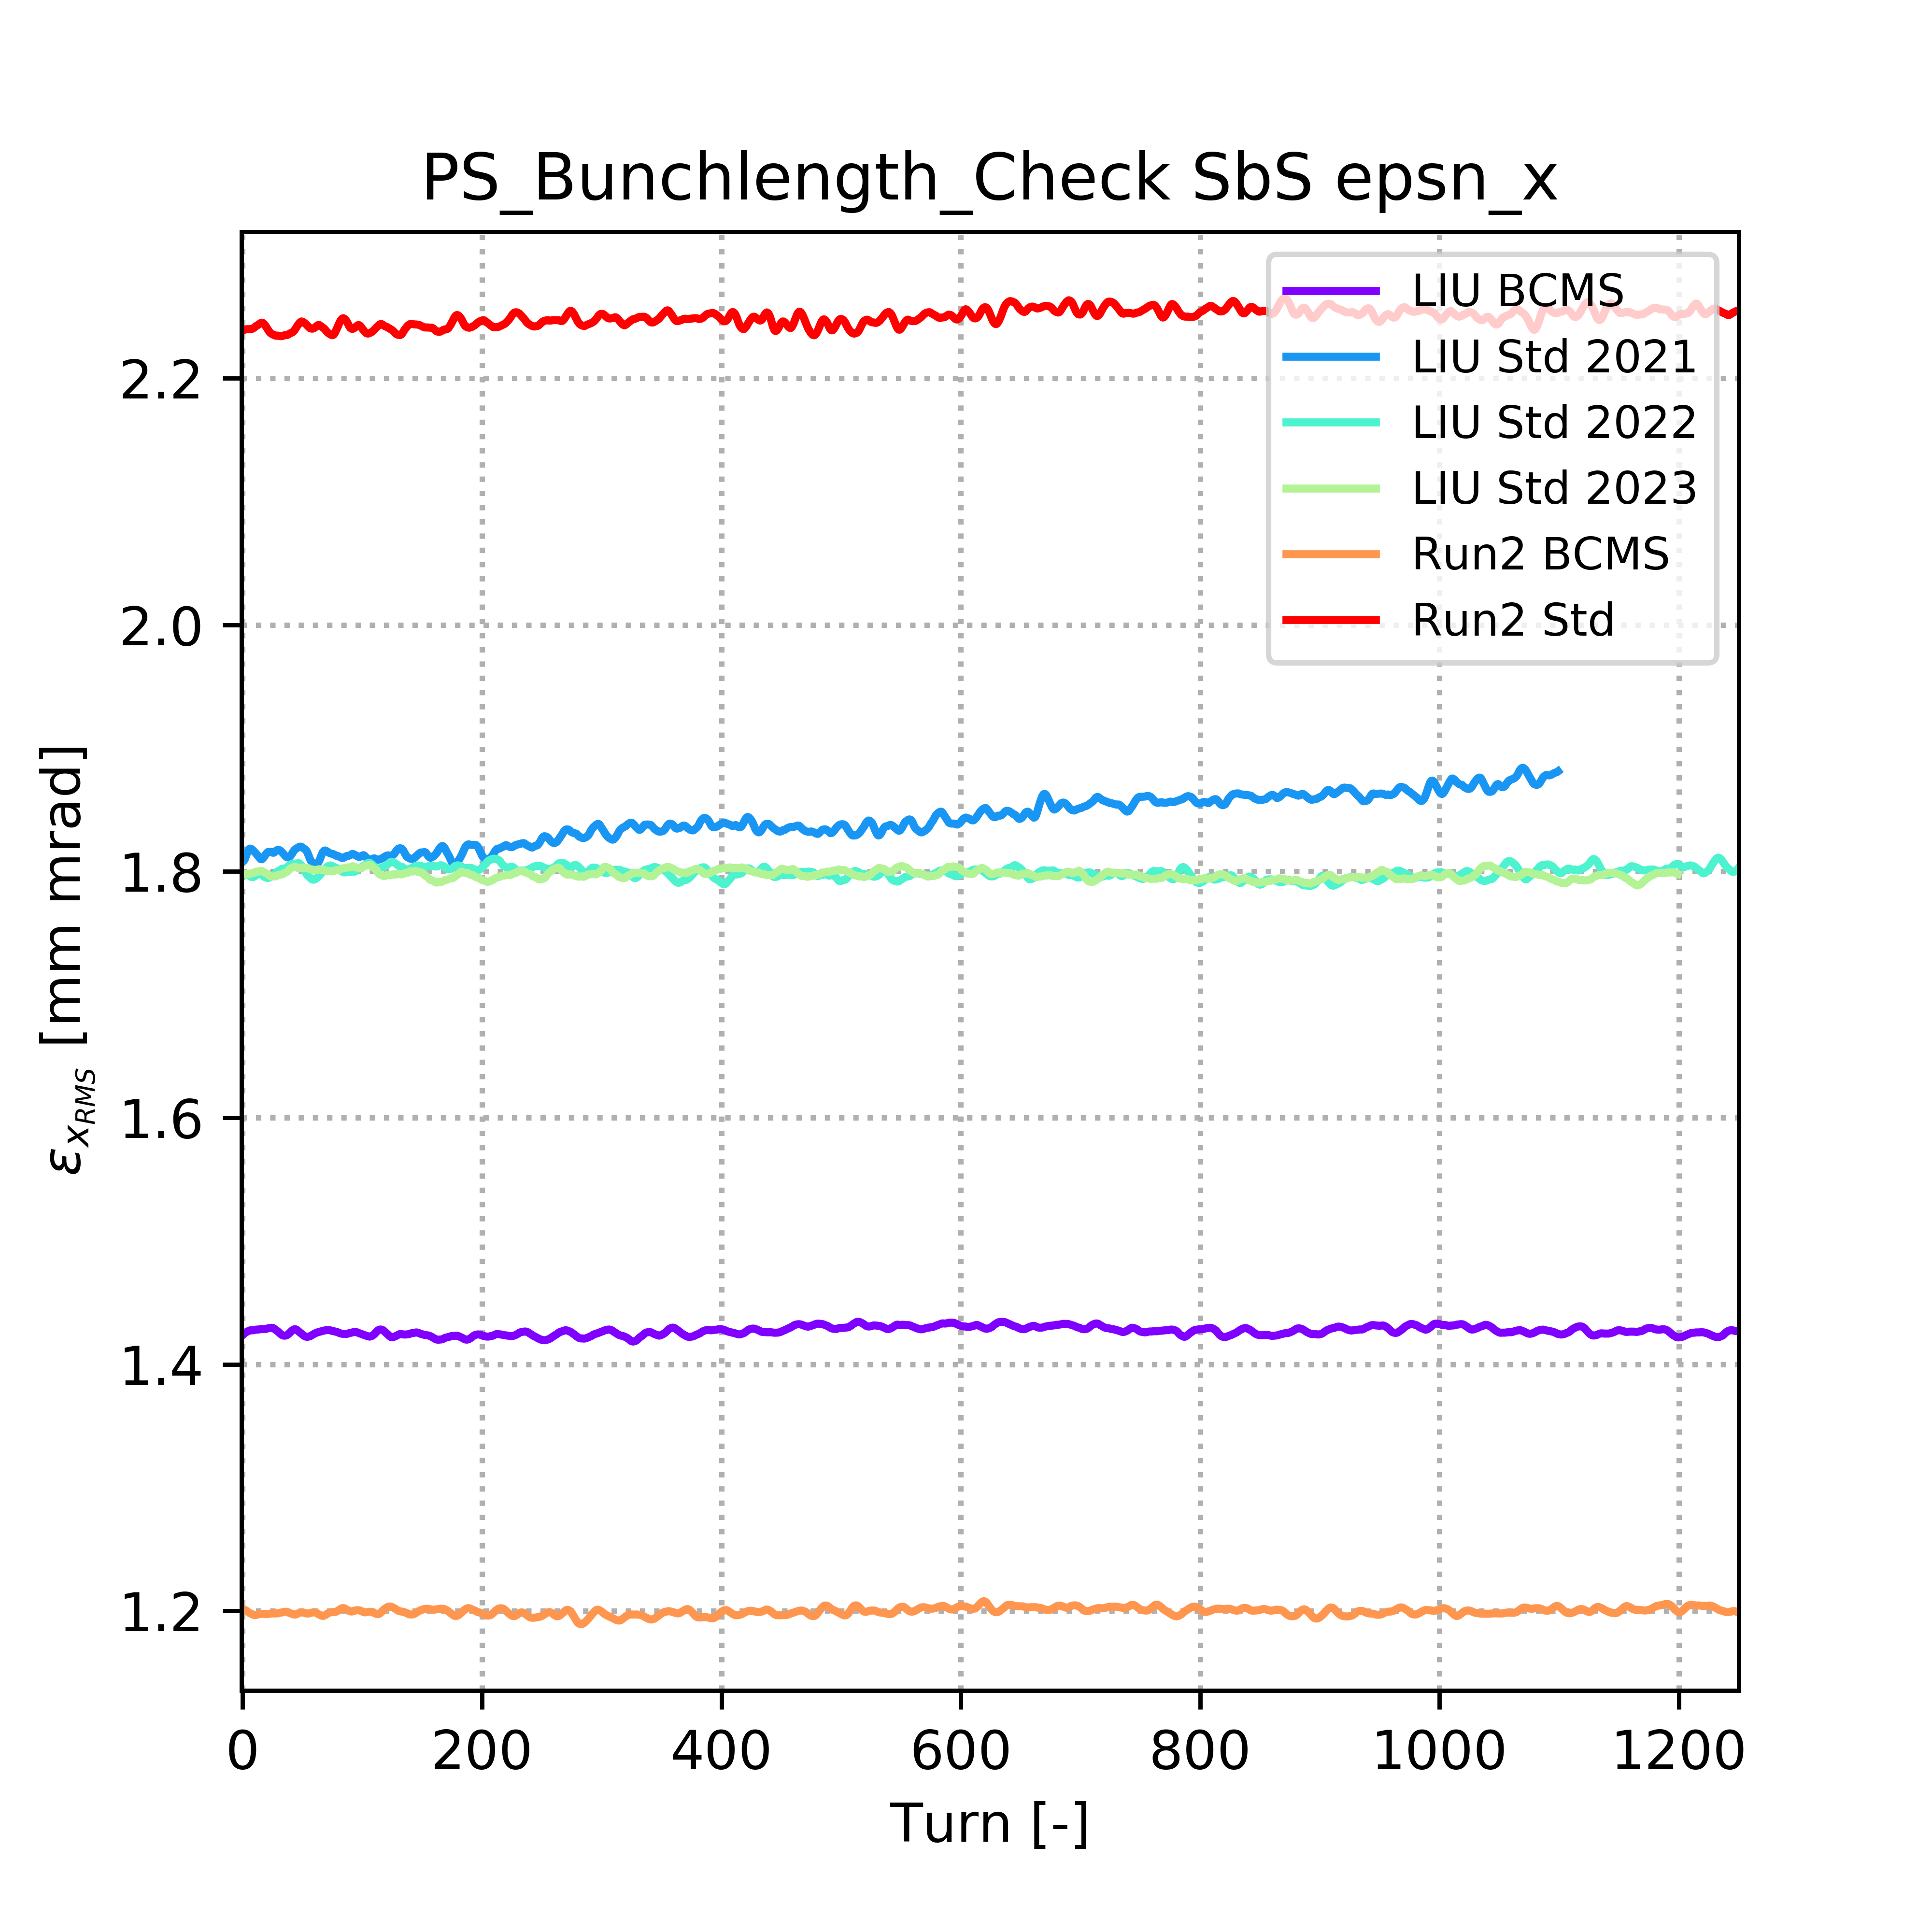 PS_Bunchlength_Check SbS epsn_x
LIU BCMS
LIU Std 2021
LIU Std 2022
LIU Std 2023
Run2 BCMS
Run2 Std
2.2
2.0
1.8
1.6
1.4
1.2
ε_{x_{RMS}} [mm mrad]
0 200 400 600 800 1000 1200
Turn [-]